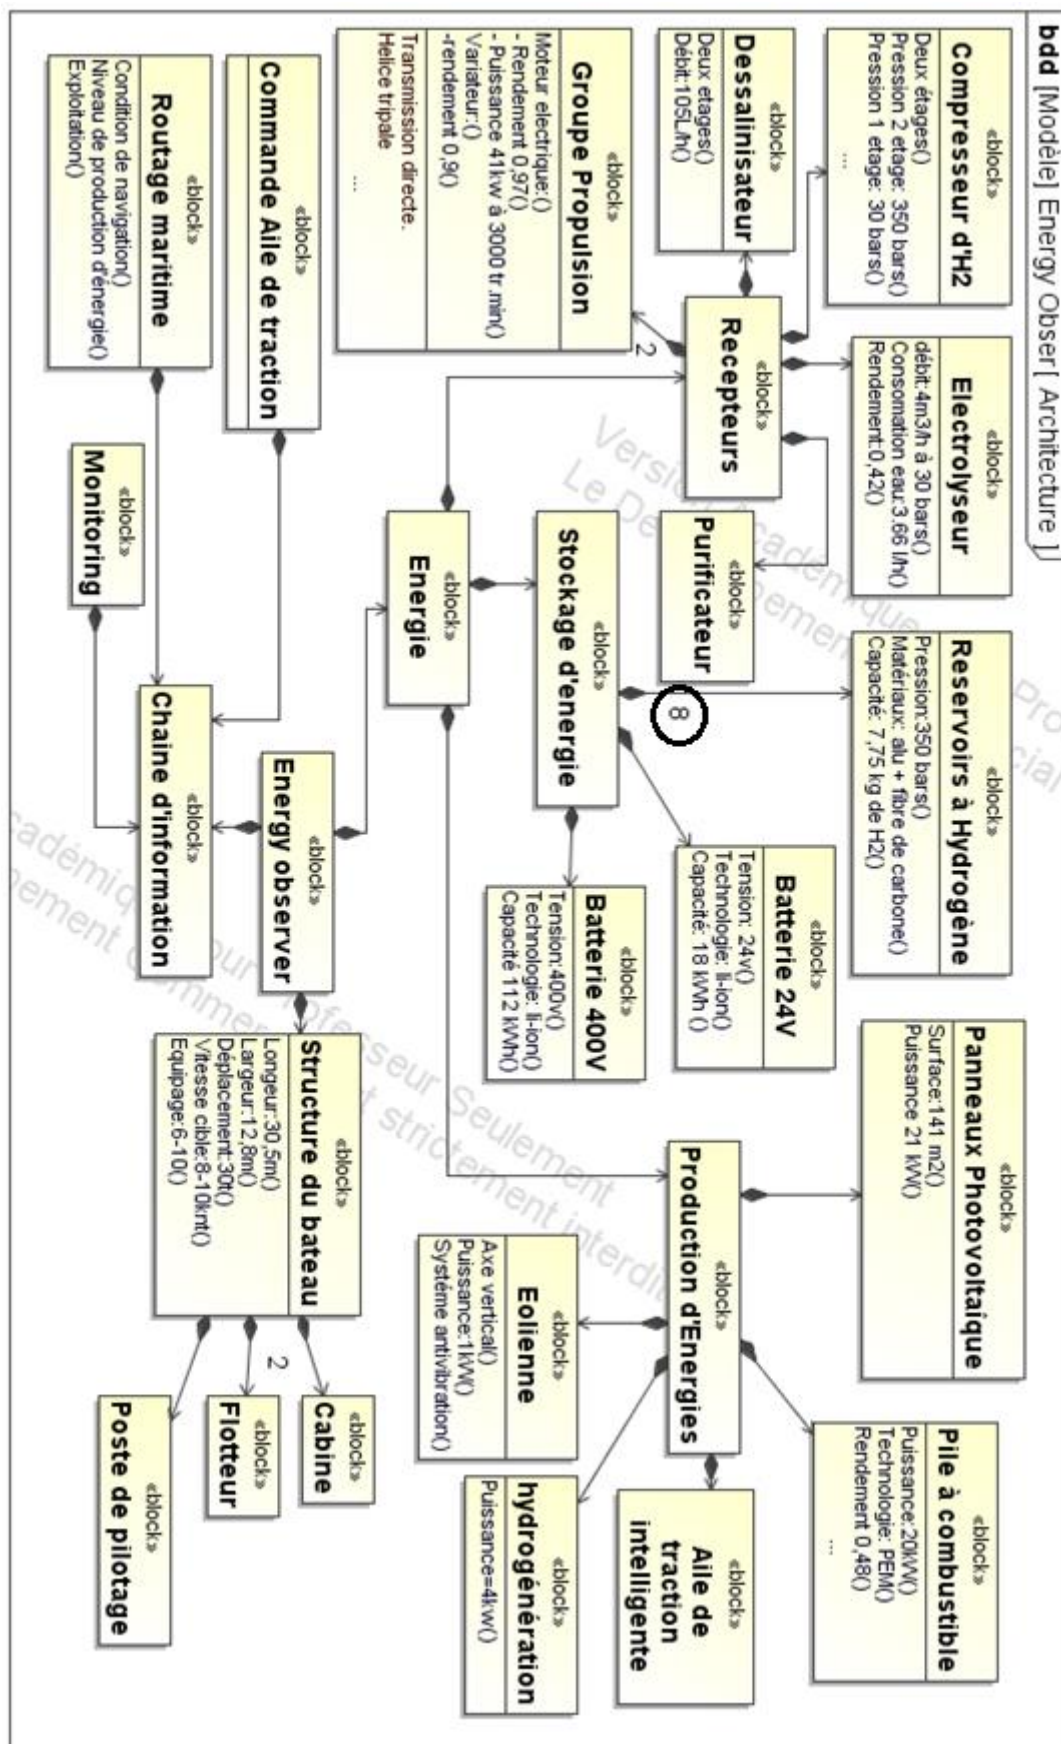 bdd [Modèle] Energy Obser[ Architecture ]
«block»
Compresseur d'H2
Deux étages()
Pression 2 etage: 350 bars()
Pression 1 etage: 30 bars()
...
«block»
Electrolyseur
débit:4m3/h à 30 bars()
Consomation eau:3.66 l/h()
Rendement:0,42()
«block»
Reservoirs à Hydrogène
Pression:350 bars()
Matériaux: alu + fibre de carbone()
Capacité: 7,75 kg de H2()
«block»
Panneaux Photovoltaique
Surface:141 m2()
Puissance 21 kW()
«block»
Pile à combustible
Puissance:20kW()
Technologie: PEM()
Rendement 0,48()
...
«block»
Dessalinisateur
Deux etages()
Débit:105L/h()
«block»
Recepteurs
«block»
Purificateur
8
«block»
Batterie 24V
Tension: 24v()
Technologie: li-ion()
Capacité: 18 kWh ()
«block»
Production d'Energies
«block»
Aile de
traction
intelligente
«block»
Groupe Propulsion
Moteur electrique:()
- Rendement 0,97()
- Puissance 41kw à 3000 tr.min()
Variateur:()
-rendement 0,9()
Transmission directe.
Helice tripale
...
2
«block»
Stockage d'energie
«block»
Batterie 400V
Tension:400v()
Technologie: li-ion()
Capacité 112 kWh()
«block»
Energie
«block»
Eolienne
Axe vertical()
Puissance:1kW()
Systéme antivibration()
«block»
hydrogénération
Puissance=4kw()
«block»
Commande Aile de traction
«block»
Energy observer
«block»
Structure du bateau
Longeur:30,5m()
Largeur:12,8m()
Déplacement:30t()
Vitesse cible:8-10knt()
Equipage:6-10()
«block»
Cabine
2
«block»
Flotteur
«block»
Poste de pilotage
«block»
Routage maritime
Condition de navigation()
Niveau de production d'énergie()
Exploitation()
«block»
Monitoring
«block»
Chaine d'information
Seulement
strictement interdit